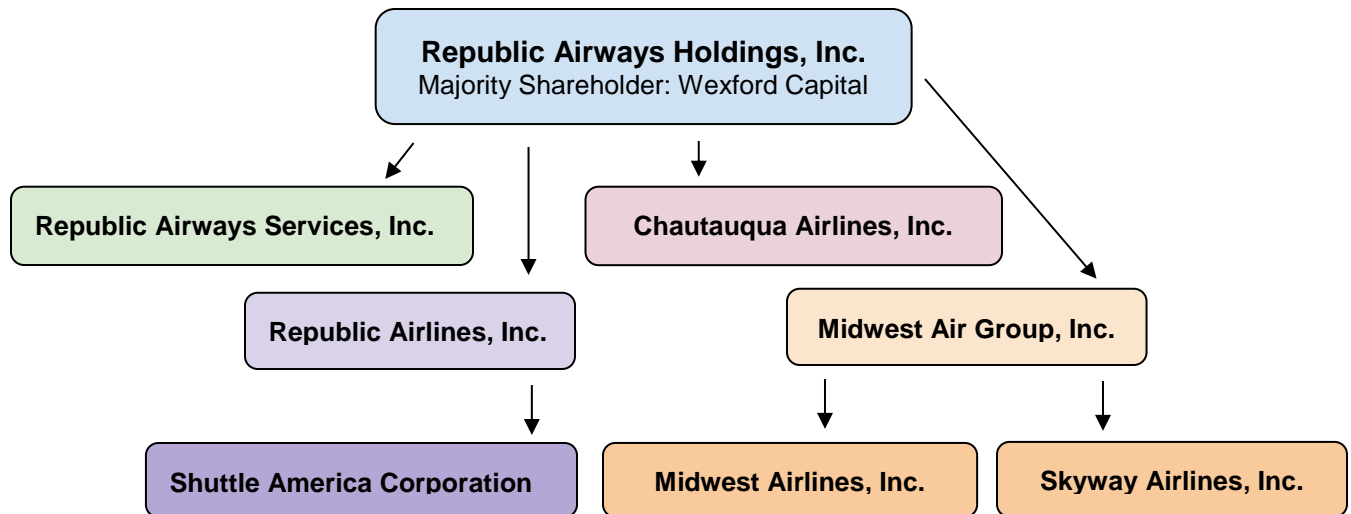 Republic Airways Holdings, Inc.
Majority Shareholder: Wexford Capital
Republic Airways Services, Inc.
Chautauqua Airlines, Inc.
Republic Airlines, Inc.
Midwest Air Group, Inc.
Shuttle America Corporation
Midwest Airlines, Inc.
Skyway Airlines, Inc.